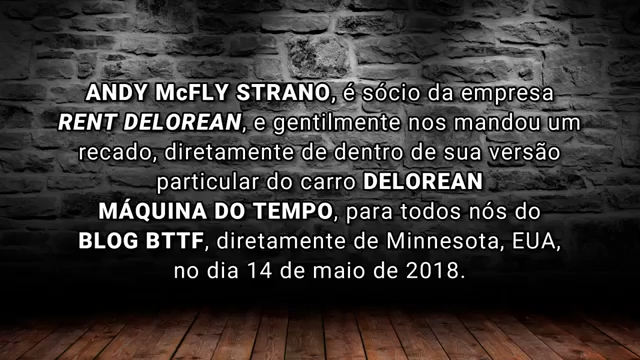 ANDY McFLY STRANO, é sócio da empresa
RENT DELOREAN, e gentilmente nos mandou um
recado, diretamente de dentro de sua versão
particular do carro DELOREAN
MÁQUINA DO TEMPO, para todos nós do
BLOG BTTF, diretamente de Minnesota, EUA,
no dia 14 de maio de 2018.